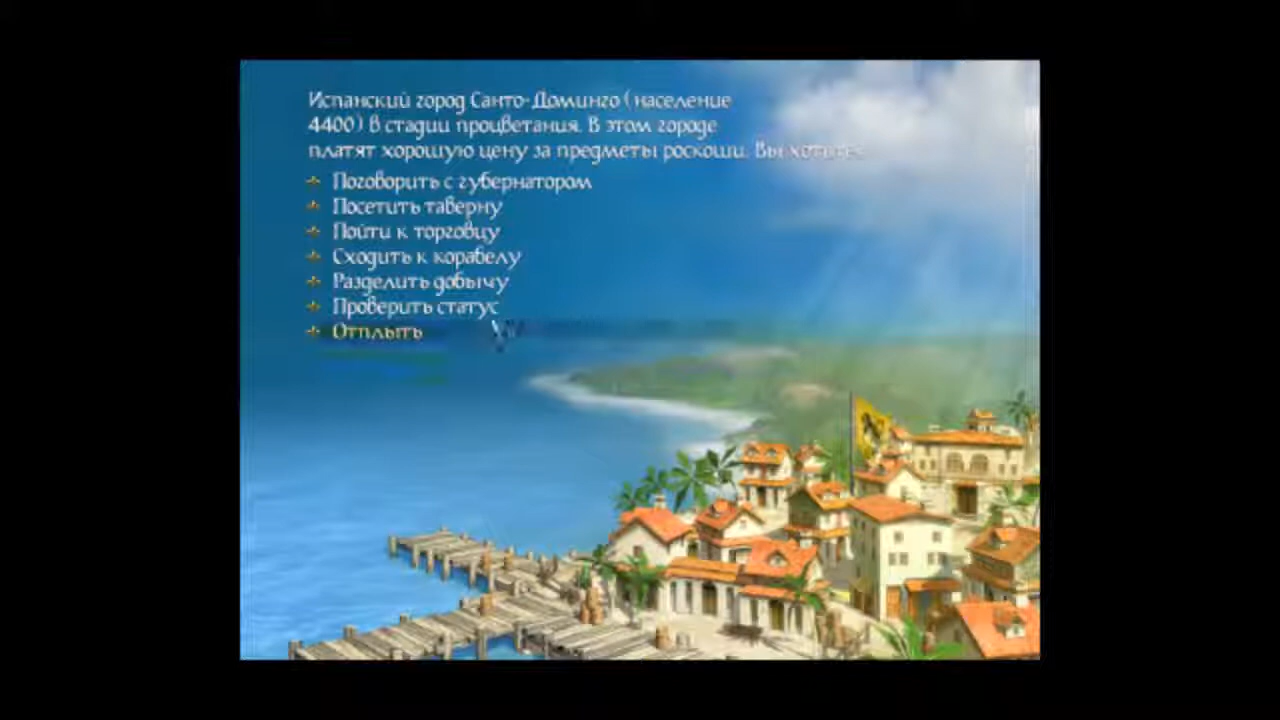 Испанский город Санто-Доминго (население
4400) в стадии процветания. В этом городе
платят хорошую цену за предметы роскоши. Вы хотите:
Поговорить с губернатором
Посетить таверну
Пойти к торговцу
Сходить к корабелу
Разделить добычу
Проверить статус
Отплыть